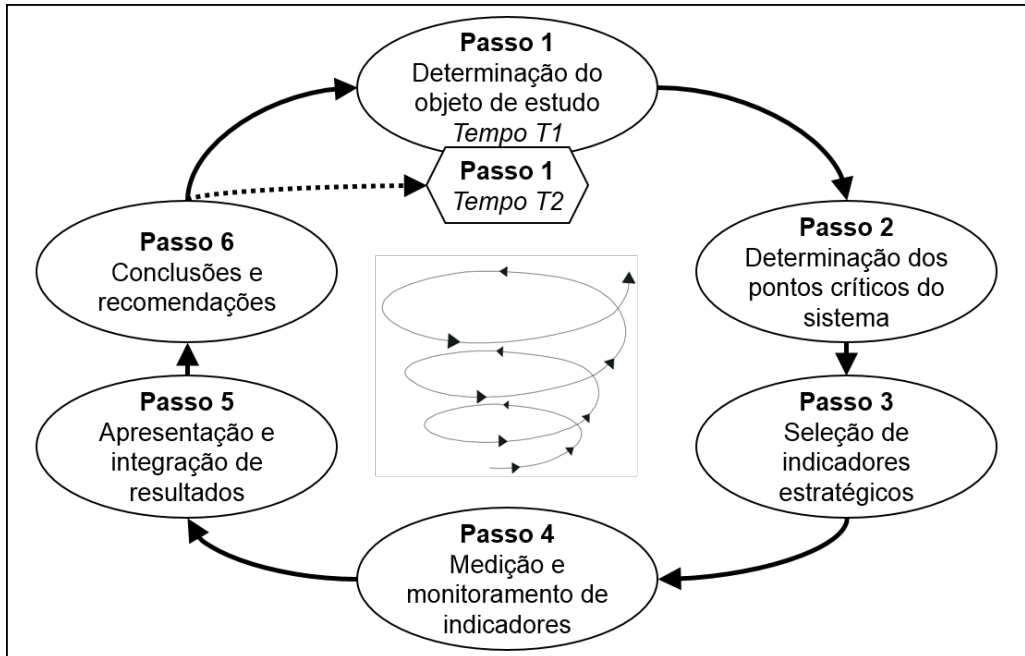 Passo 1
Determinação do
objeto de estudo
Tempo T1
Passo 1
Tempo T2
Passo 2
Determinação dos
pontos críticos do
sistema
Passo 3
Seleção de
indicadores
estratégicos
Passo 4
Medição e
monitoramento de
indicadores
Passo 5
Apresentação e
integração de
resultados
Passo 6
Conclusões e
recomendações